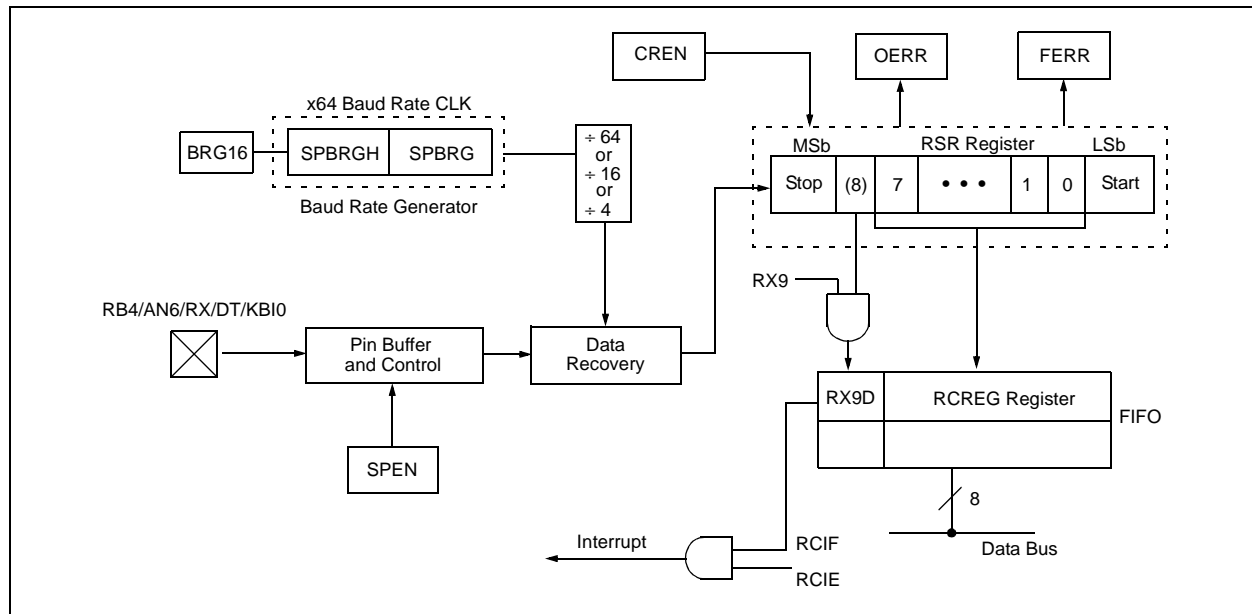 CREN
OERR
FERR
x64 Baud Rate CLK
BRG16
SPBRGH
SPBRG
Baud Rate Generator
÷ 64
or
÷ 16
or
÷ 4
MSb
RSR Register
LSb
Stop
(8)
7
• • •
1
0
Start
RX9
RB4/AN6/RX/DT/KBI0
Pin Buffer
and Control
Data
Recovery
SPEN
RX9D
RCREG Register
FIFO
8
Data Bus
Interrupt
RCIF
RCIE